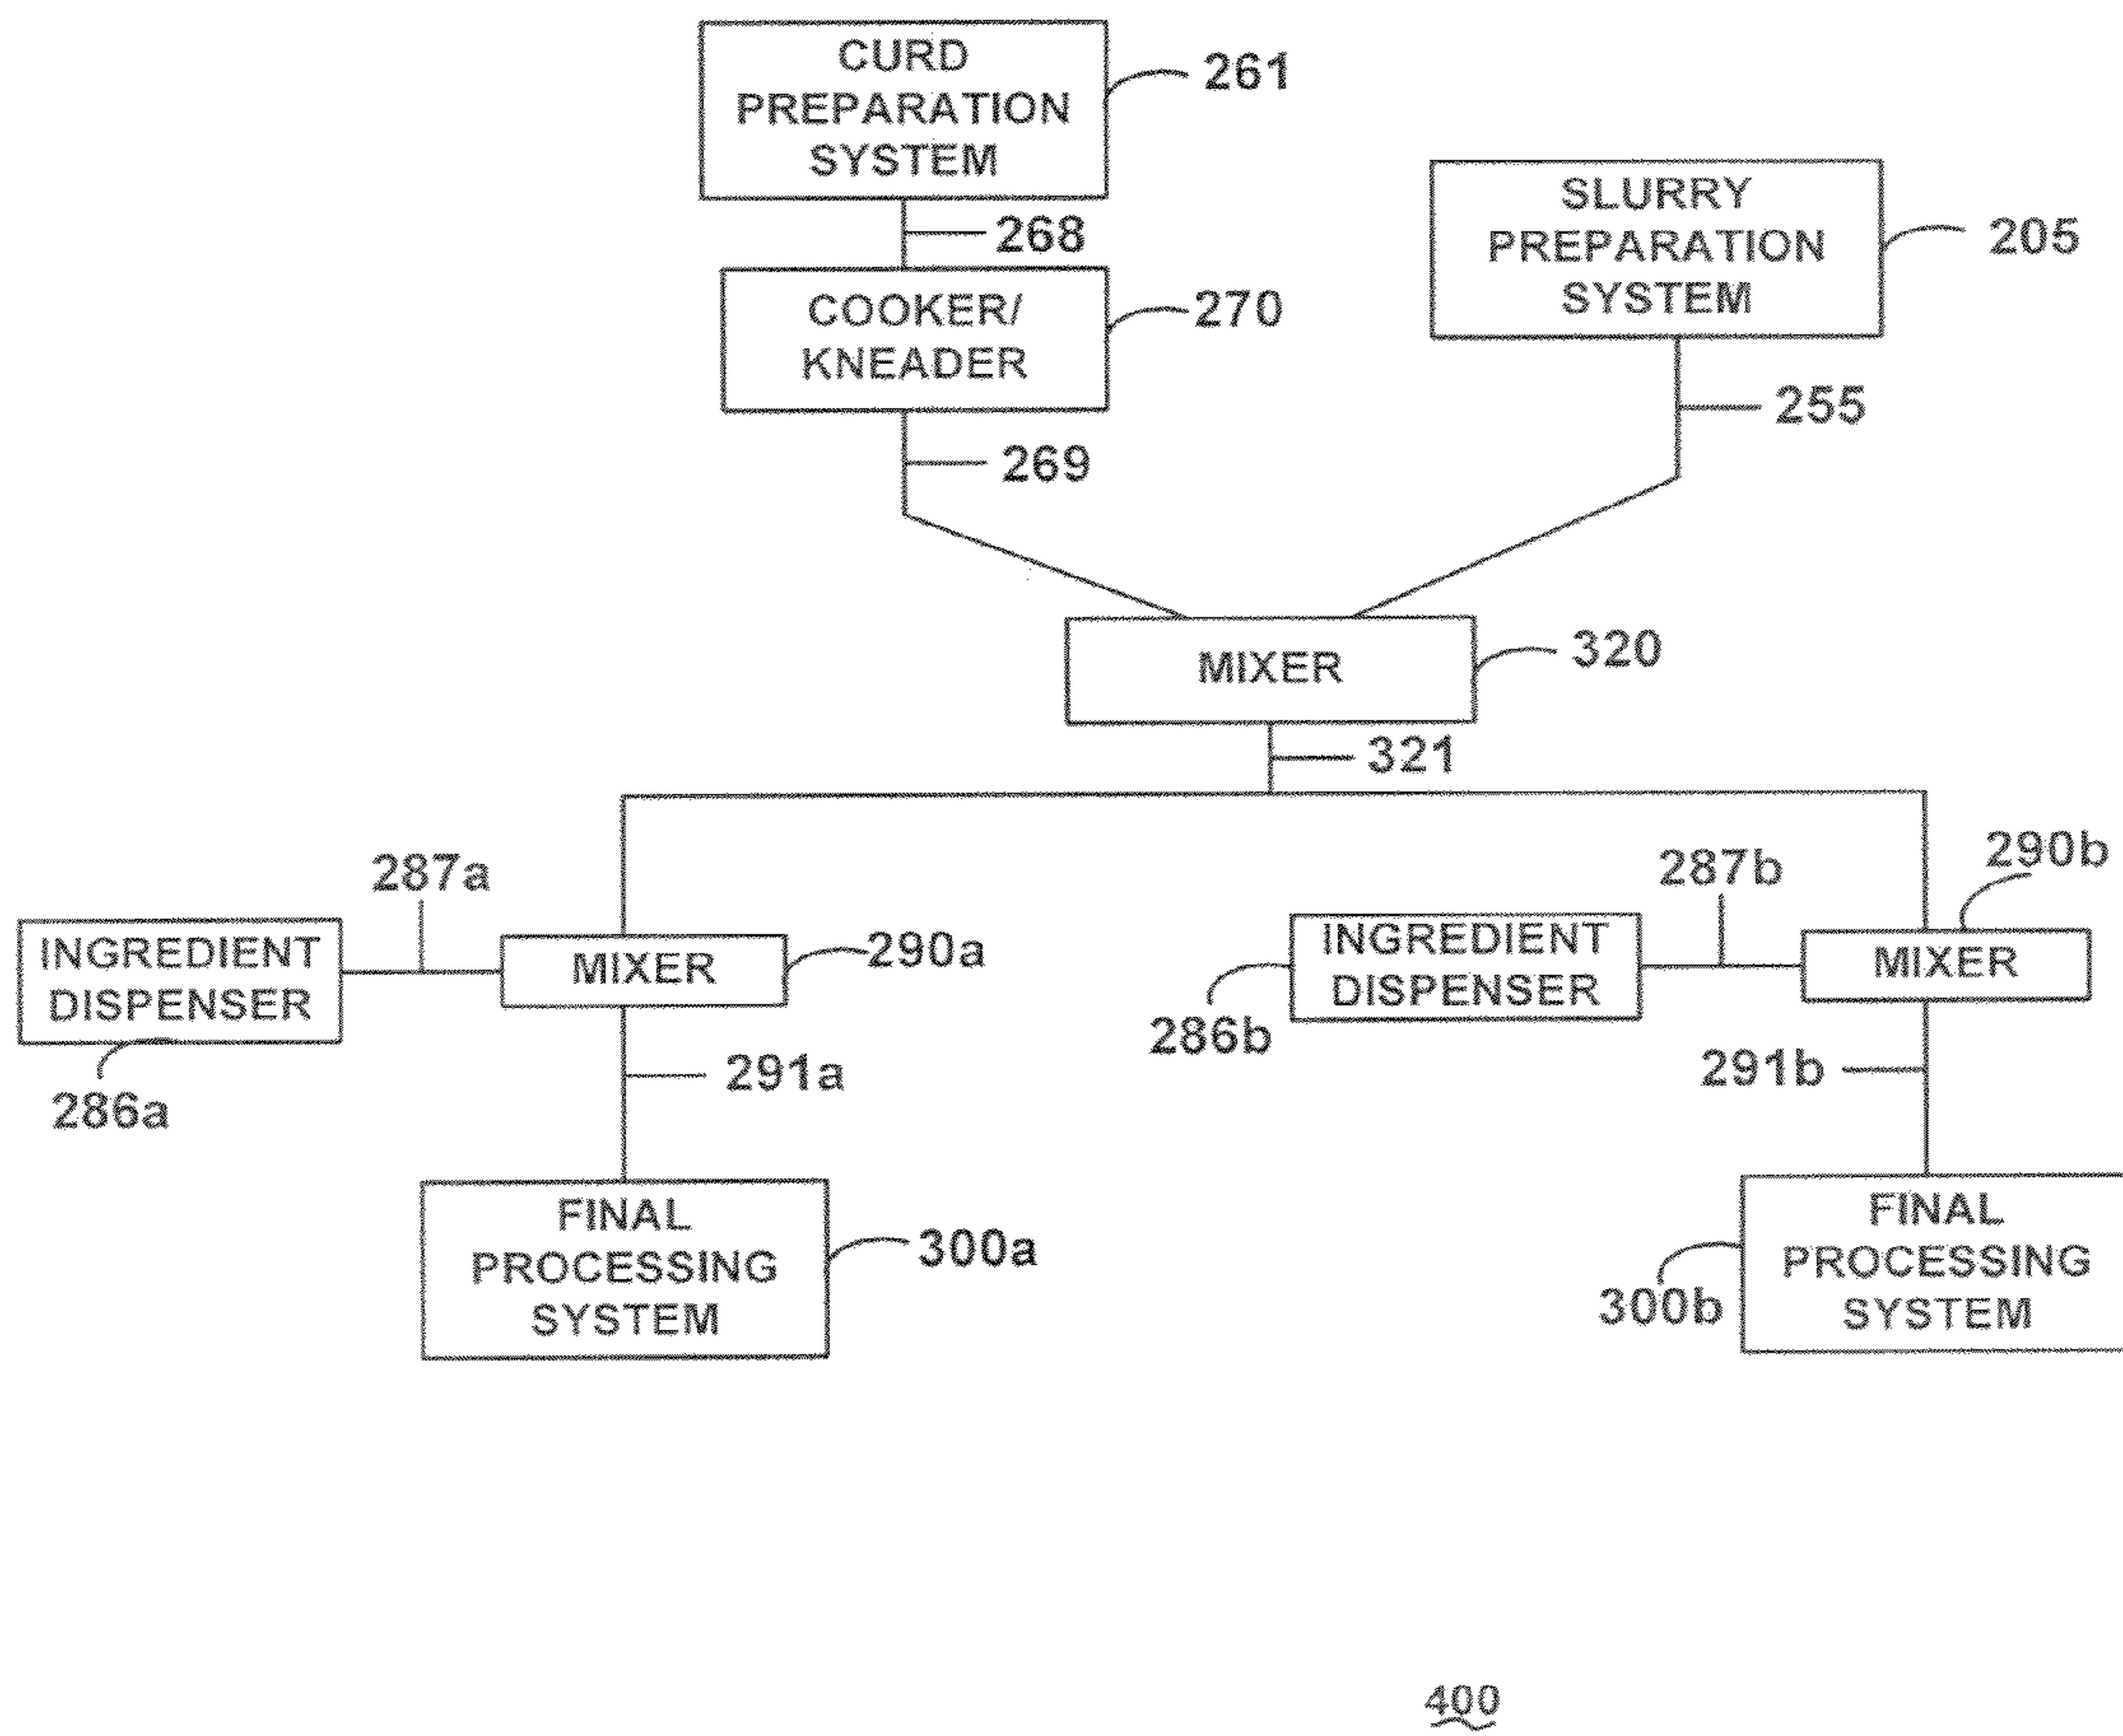 CURD
PREPARATION
SYSTEM
261
268
SLURRY
PREPARATION
SYSTEM
205
COOKER/
KNEADER
270
255
269
MIXER
320
321
287a
INGREDIENT
DISPENSER
286a
MIXER
290a
291a
287b
290b
INGREDIENT
DISPENSER
286b
MIXER
291b
FINAL
PROCESSING
SYSTEM
300a
FINAL
PROCESSING
SYSTEM
300b
400